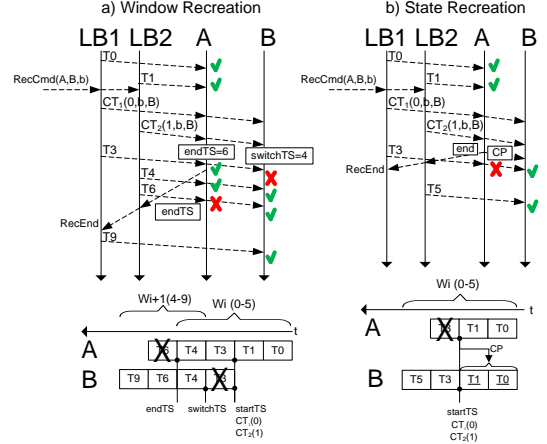 a) Window Recreation
LB1 LB2 A B
T0
RecCmd(A,B,b)
T1
CT1(0,b,B)
CT2(1,b,B)
T3
endTS=6
switchTS=4
T4
T6
endTS
RecEnd
T9
Wi+1(4-9)
Wi (0-5)
t
A T6 T4 T3 T1 T0
B T9 T6 T4 T3
endTS switchTS startTS
CT1(0)
CT2(1)
b) State Recreation
LB1 LB2 A B
T0
RecCmd(A,B,b)
T1
CT1(0,b,B)
CT2(1,b,B)
T3
end
CP
RecEnd
T5
Wi (0-5)
t
A T3 T1 T0
CP
B T5 T3 T1 T0
startTS
CT1(0)
CT2(1)